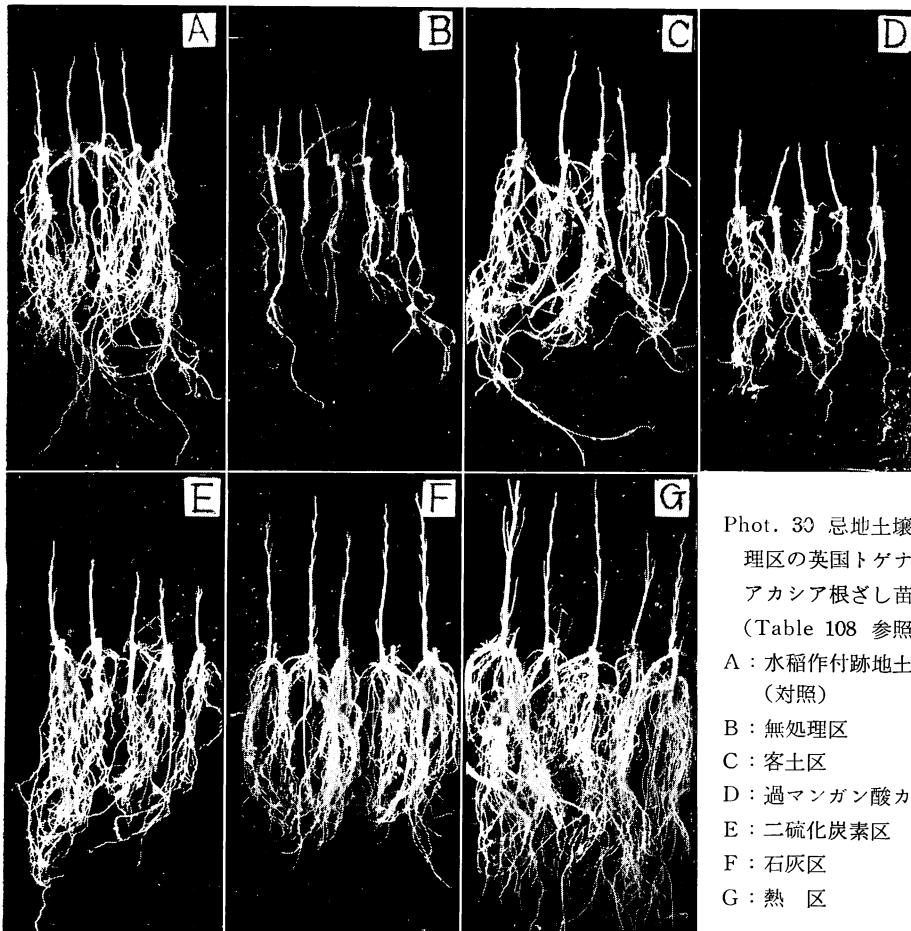 A
B
C
D
E
F
G
Phot. 30 忌地土壌
理区の英国トゲナ
アカシア根ざし苗
(Table 108 参照
A：水稲作付跡地土
(対照)
B：無処理区
C：客土区
D：過マンガン酸カ
E：二硫化炭素区
F：石灰区
G：熱 区